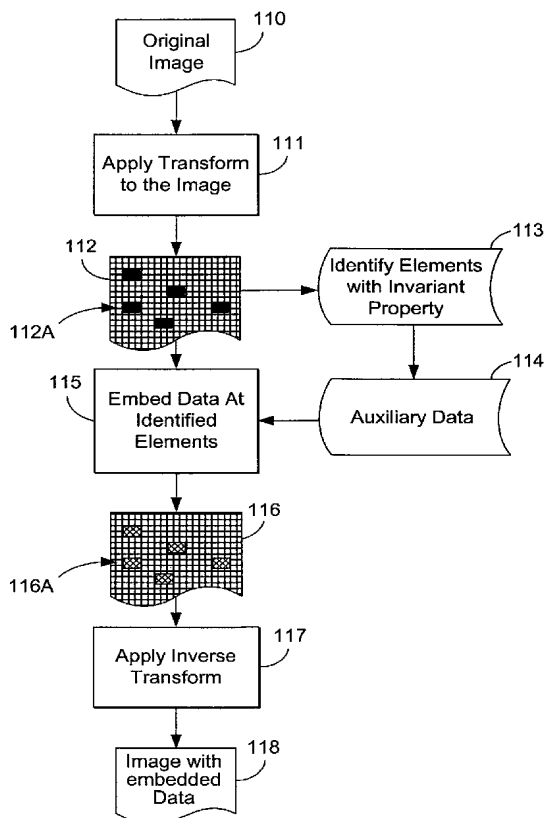 110
Original
Image
111
Apply Transform
to the Image
112
113
Identify Elements
with Invariant
Property
112A
114
115
Embed Data At
Identified
Elements
Auxiliary Data
116
116A
117
Apply Inverse
Transform
118
Image with
embedded
Data